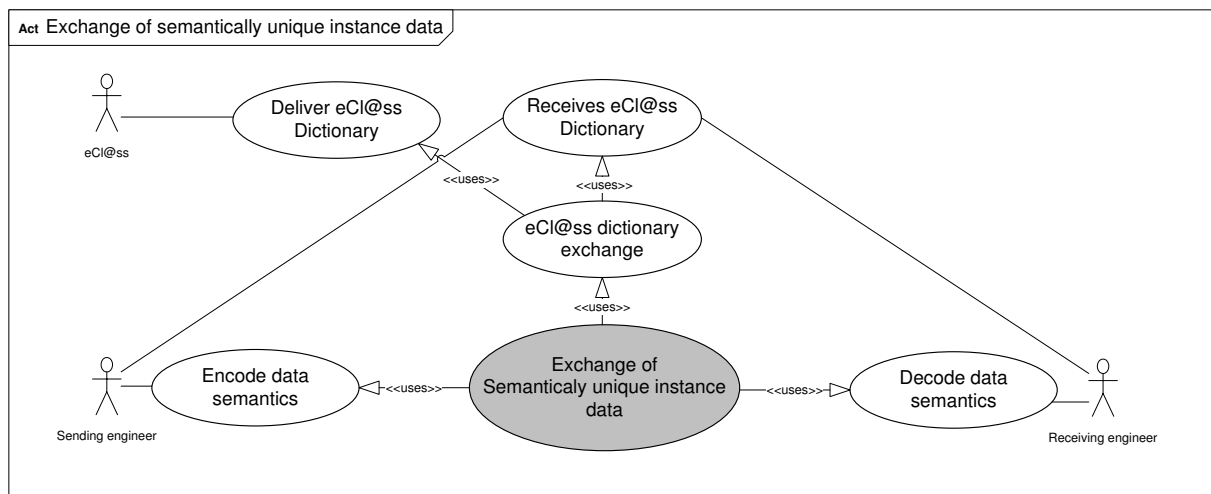 Act Exchange of semantically unique instance data
Deliver eCl@ss
Dictionary
Receives eCl@ss
Dictionary
eCl@ss
<<uses>>
<<uses>>
eCl@ss dictionary
exchange
<<uses>>
Encode data
semantics
<<uses>>
Exchange of
Semanticaly unique instance
data
<<uses>>
Decode data
semantics
Sending engineer
Receiving engineer